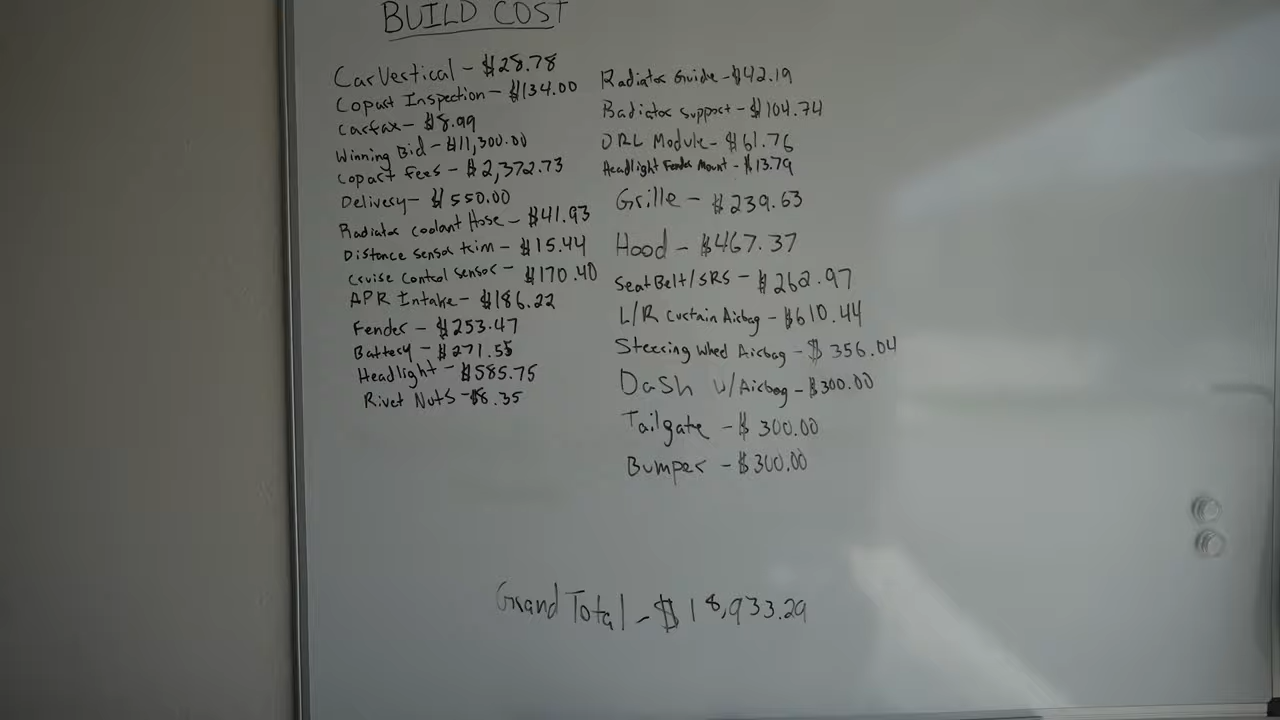 BUILD COST
CarVertical - $28.78
Copart Inspection - $134.00
Carfax - $8.99
Winning Bid - $11,300.00
Copart Fees - $2,372.73
Delivery - $550.00
Radiator Coolant Hose - $41.93
Distance sensor trim - $15.44
Cruise Control sensor - $170.40
APR Intake - $186.22
Fender - $253.47
Battery - $271.55
Headlight - $585.75
Rivet Nuts - $8.35
Radiator Guide - $42.19
Radiator support - $104.74
DRL Module - $61.76
Headlight Fender Mount - $13.79
Grille - $239.63
Hood - $467.37
Seat Belt/SRS - $262.97
L/R Curtain Airbag - $610.44
Steering Wheel Airbag - $356.04
Dash w/Airbag - $300.00
Tailgate - $300.00
Bumper - $300.00
Grand Total - $18,933.29